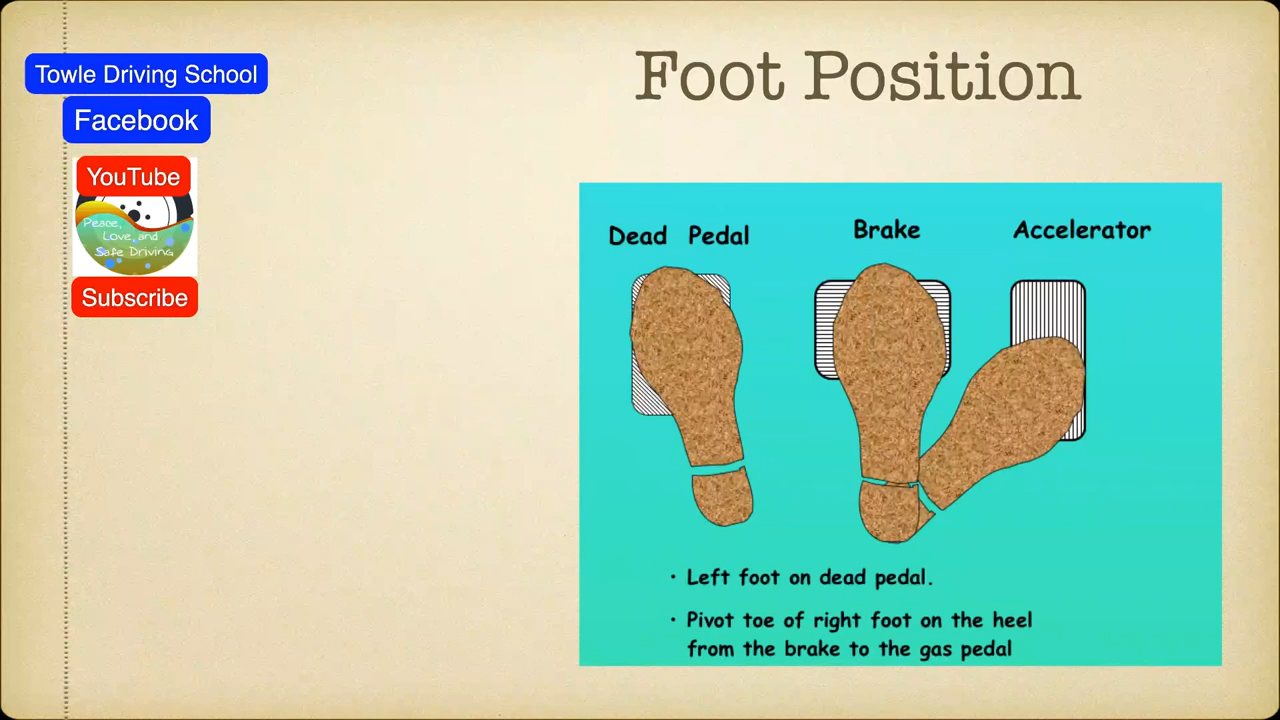 Foot Position
Towle Driving School
Facebook
YouTube
Peace,
Love, and
Safe Driving
Subscribe
Dead Pedal
Brake
Accelerator
· Left foot on dead pedal.
· Pivot toe of right foot on the heel
from the brake to the gas pedal